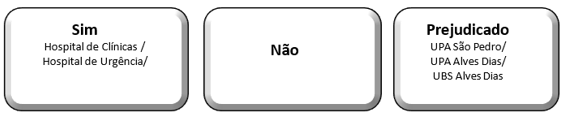 Sim
Hospital de Clínicas /
Hospital de Urgência/
Não
Prejudicado
UPA São Pedro/
UPA Alves Dias/
UBS Alves Dias